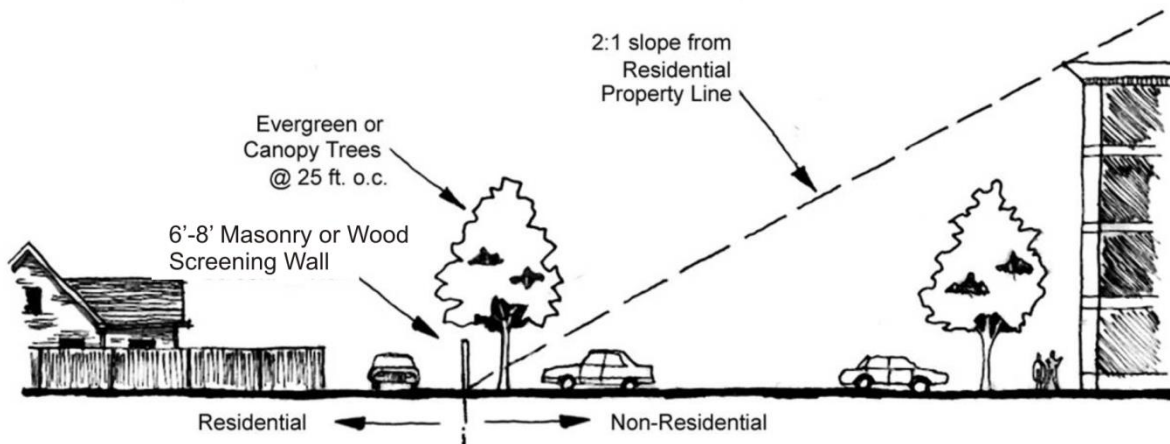 2:1 slope from
Residential
Property Line
Evergreen or
Canopy Trees
@ 25 ft. o.c.
6’-8’ Masonry or Wood
Screening Wall
Residential
Non-Residential